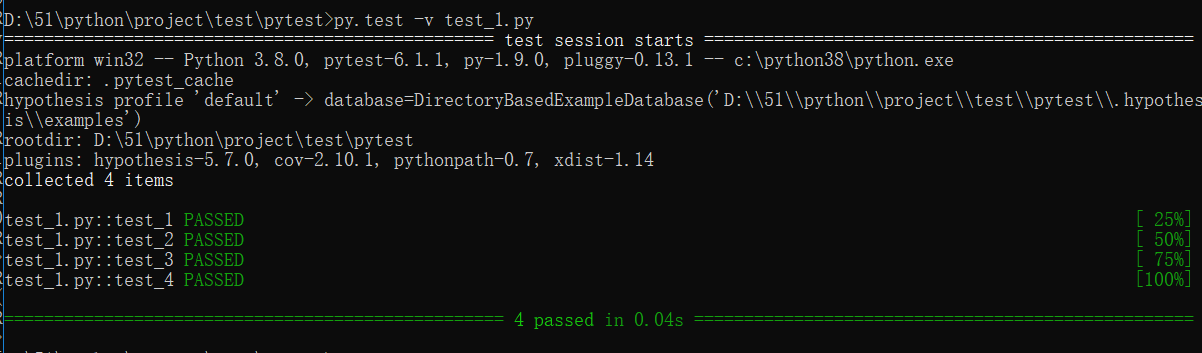 D:\51\python\project\test\pytest>py.test -v test_1.py
================================================= test session starts =================================================
platform win32 -- Python 3.8.0, pytest-6.1.1, py-1.9.0, pluggy-0.13.1 -- c:\python38\python.exe
cachedir: .pytest_cache
hypothesis profile 'default' -> database=DirectoryBasedExampleDatabase('D:\\51\\python\\project\\test\\pytest\\.hypothes
is\\examples')
rootdir: D:\51\python\project\test\pytest
plugins: hypothesis-5.7.0, cov-2.10.1, pythonpath-0.7, xdist-1.14
collected 4 items
test_1.py::test_1 PASSED [ 25%]
test_1.py::test_2 PASSED [ 50%]
test_1.py::test_3 PASSED [ 75%]
test_1.py::test_4 PASSED [100%]
================================================== 4 passed in 0.04s ==================================================